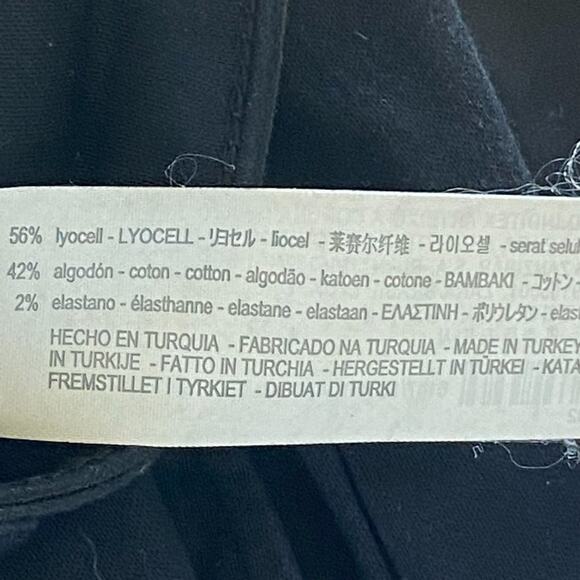 56% lyocell - LYOCELL - リヨセル - liocel - 莱赛尔纤维 - 라이오셀 - serat selul
42% algodón - coton - cotton - algodão - katoen - cotone - BAMBAKI - コットン -
2% elastano - élasthanne - elastane - elastaan - ΕΛΑΣΤΙΝΗ - ポリウレタン - elast
HECHO EN TURQUIA - FABRICADO NA TURQUIA - MADE IN TURKEY
IN TURKIJE - FATTO IN TURCHIA - HERGESTELLT IN TÜRKEI - KATA
FREMSTILLET I TYRKIET - DIBUAT DI TURKI